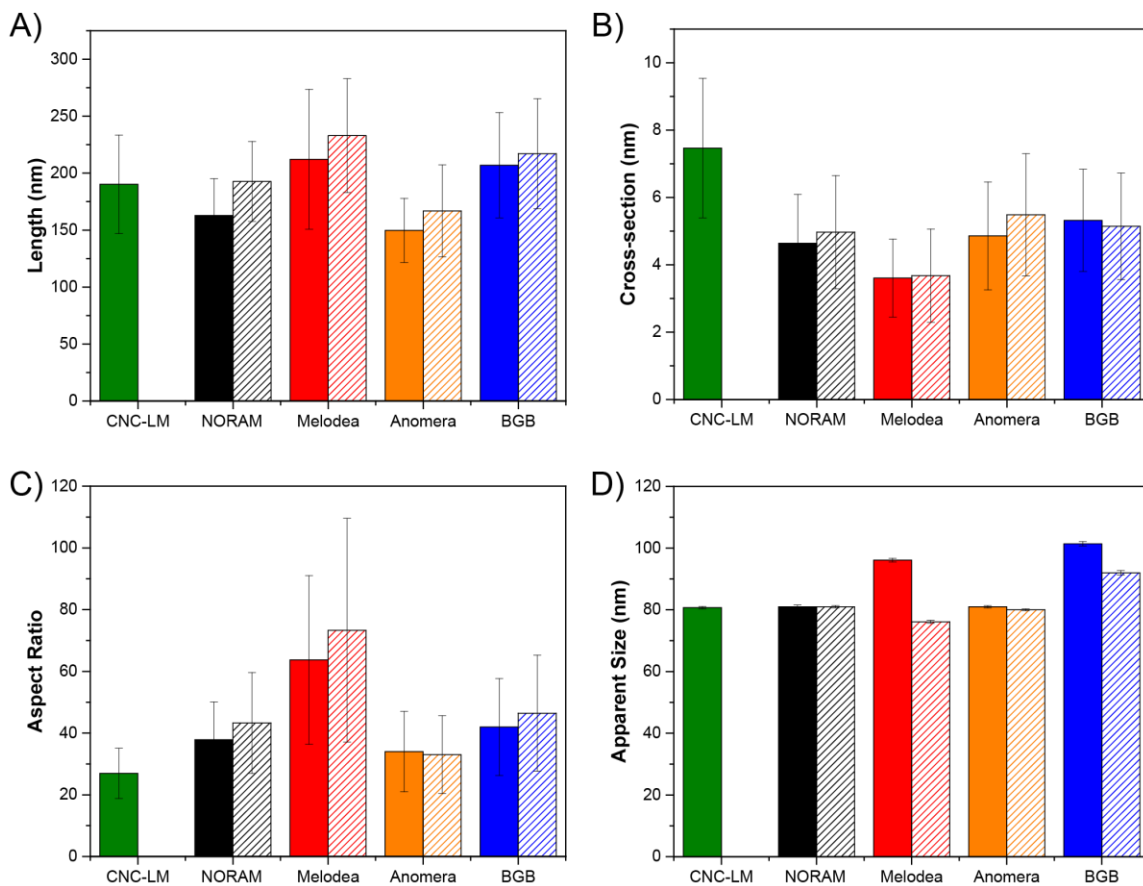 A)
Length (nm)
300
250
200
150
100
50
0
CNC-LM NORAM Melodea Anomera BGB
B)
Cross-section (nm)
10
8
6
4
2
0
CNC-LM NORAM Melodea Anomera BGB
C)
Aspect Ratio
120
100
80
60
40
20
0
CNC-LM NORAM Melodea Anomera BGB
D)
Apparent Size (nm)
120
100
80
60
40
20
0
CNC-LM NORAM Melodea Anomera BGB